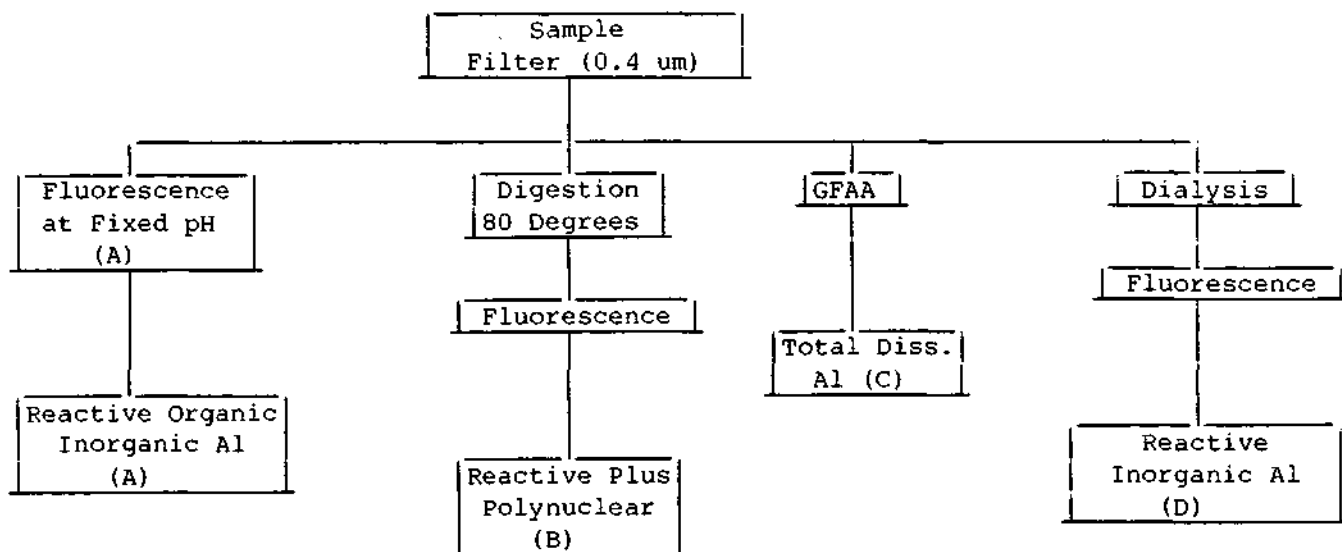 Sample
Filter (0.4 um)
Fluorescence
at Fixed pH
(A)
Digestion
80 Degrees
GFAA
Dialysis
Fluorescence
Fluorescence
Total Diss.
Al (C)
Reactive Organic
Inorganic Al
(A)
Reactive Plus
Polynuclear
(B)
Reactive
Inorganic Al
(D)